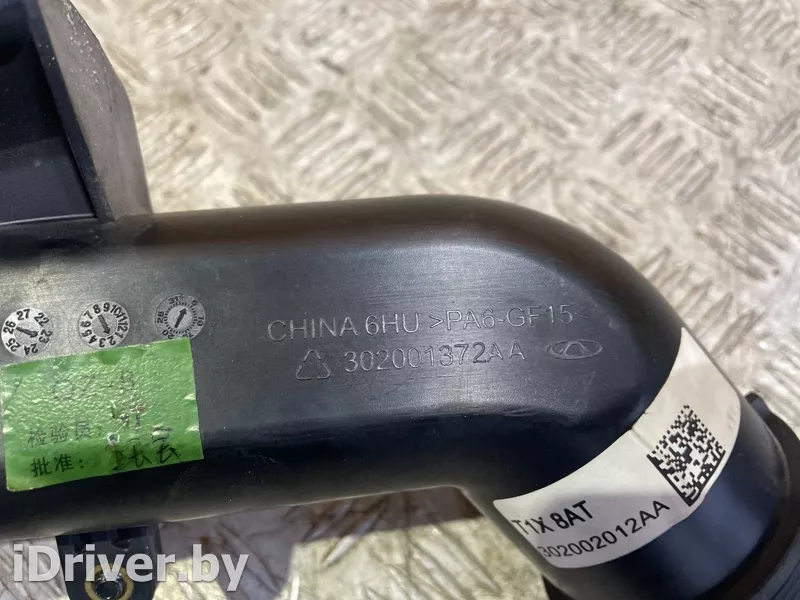 CHINA 6HU >PA6-GF15<
302001372AA
检验员:
批准:
T1X 8AT
302002012AA
iDriver.by